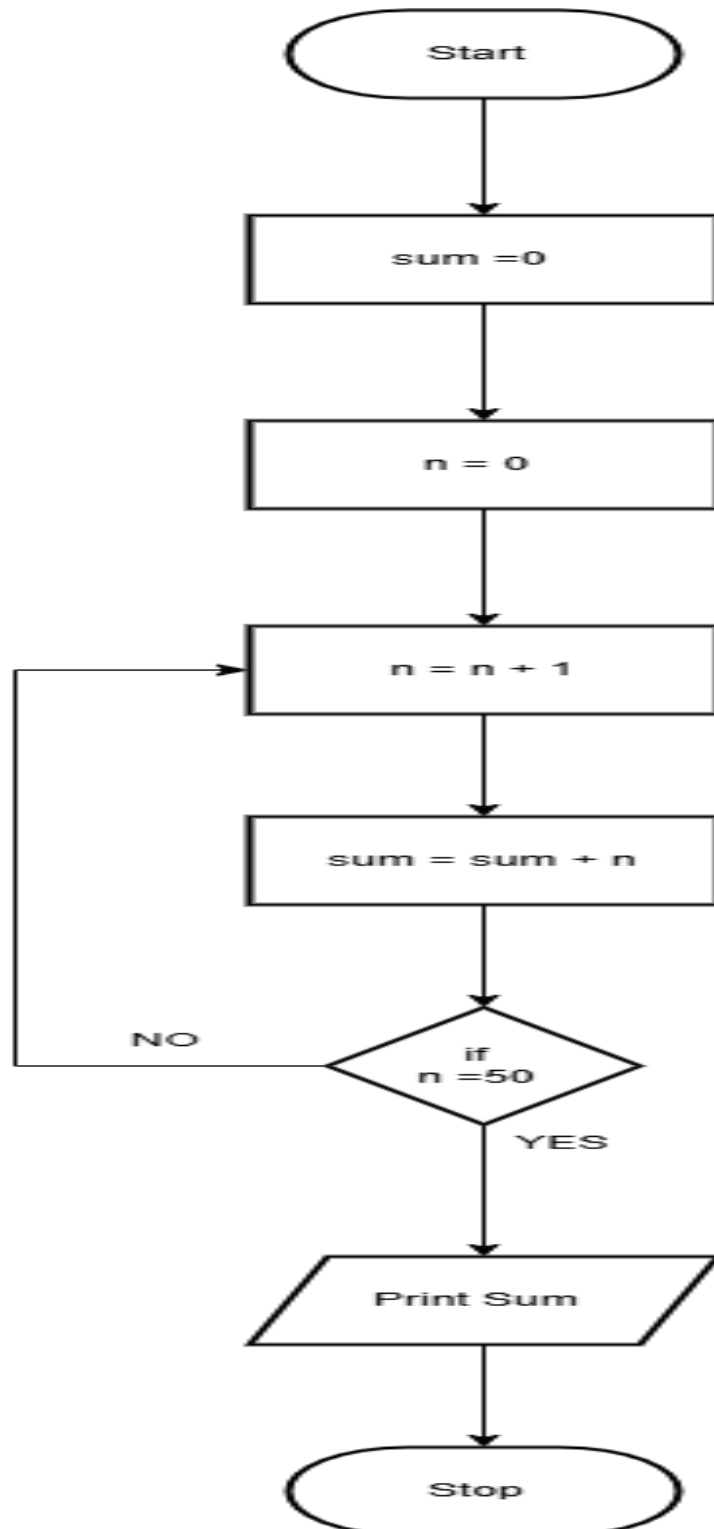 Start
sum =0
n = 0
n = n + 1
sum = sum + n
NO
if
n =50
YES
Print Sum
Stop